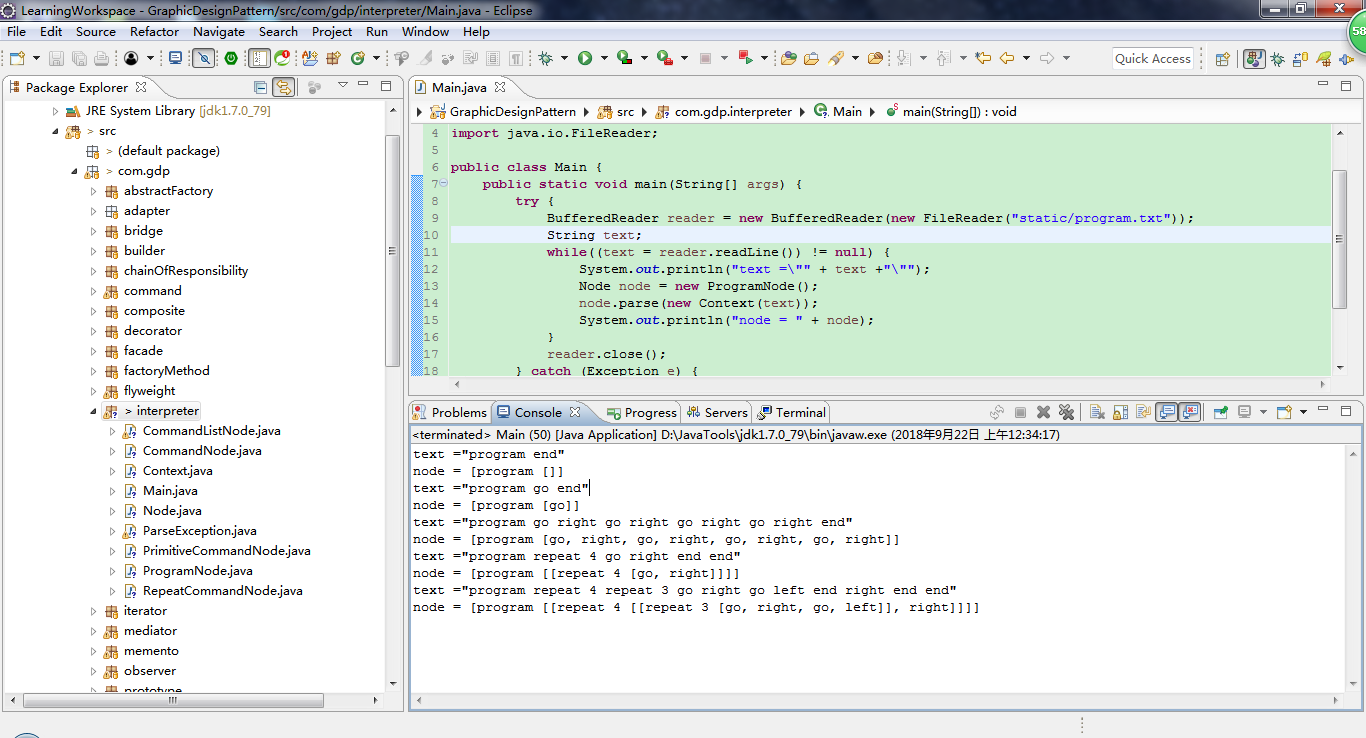 LearningWorkspace - GraphicDesignPattern/src/com/gdp/interpreter/Main.java - Eclipse
58
File Edit Source Refactor Navigate Search Project Run Window Help
Quick Access
Package Explorer
JRE System Library [jdk1.7.0_79]
> src
> (default package)
> com.gdp
abstractFactory
adapter
bridge
builder
chainOfResponsibility
command
composite
decorator
facade
factoryMethod
flyweight
> interpreter
CommandListNode.java
CommandNode.java
Context.java
Main.java
Node.java
ParseException.java
PrimitiveCommandNode.java
ProgramNode.java
RepeatCommandNode.java
iterator
mediator
memento
observer
prototype
Main.java
GraphicDesignPattern src com.gdp.interpreter Main main(String[]) : void
4 import java.io.FileReader;
5
6 public class Main {
7 public static void main(String[] args) {
8 try {
9 BufferedReader reader = new BufferedReader(new FileReader("static/program.txt"));
10 String text;
11 while((text = reader.readLine()) != null) {
12 System.out.println("text =\"" + text +"\"");
13 Node node = new ProgramNode();
14 node.parse(new Context(text));
15 System.out.println("node = " + node);
16 }
17 reader.close();
18 } catch (Exception e) {
Problems Console Progress Servers Terminal
<terminated> Main (50) [Java Application] D:\JavaTools\jdk1.7.0_79\bin\javaw.exe (2018年9月22日 上午12:34:17)
text ="program end"
node = [program []]
text ="program go end"
node = [program [go]]
text ="program go right go right go right go right end"
node = [program [go, right, go, right, go, right, go, right]]
text ="program repeat 4 go right end end"
node = [program [[repeat 4 [go, right]]]]
text ="program repeat 4 repeat 3 go right go left end right end end"
node = [program [[repeat 4 [[repeat 3 [go, right, go, left]], right]]]]